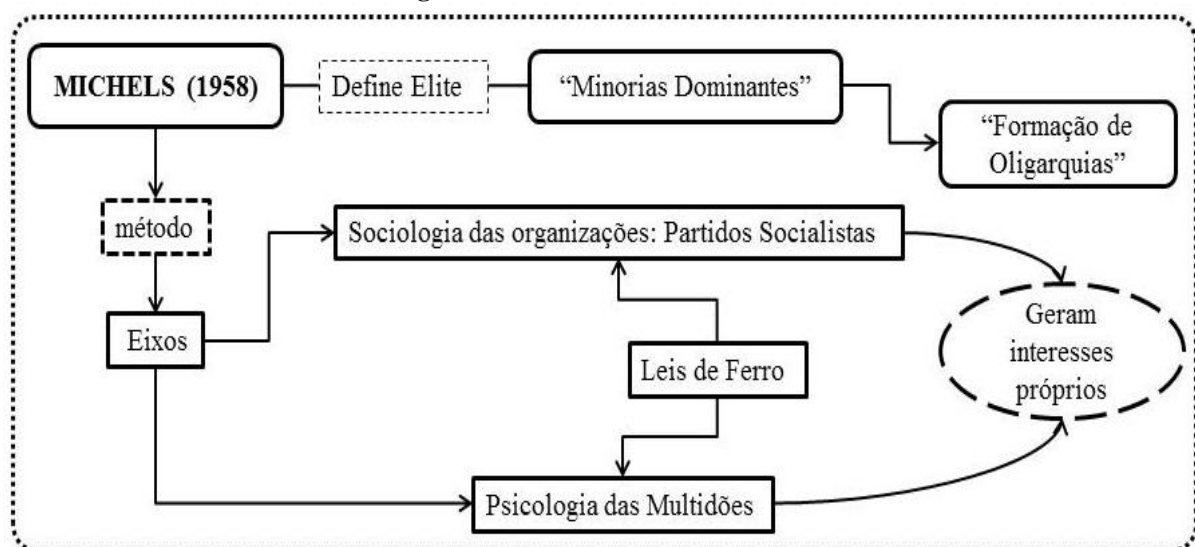 MICHELS (1958)
Define Elite
“Minorias Dominantes”
“Formação de
Oligarquias”
método
Sociologia das organizações: Partidos Socialistas
Eixos
Leis de Ferro
Geram
interesses
próprios
Psicologia das Multidões